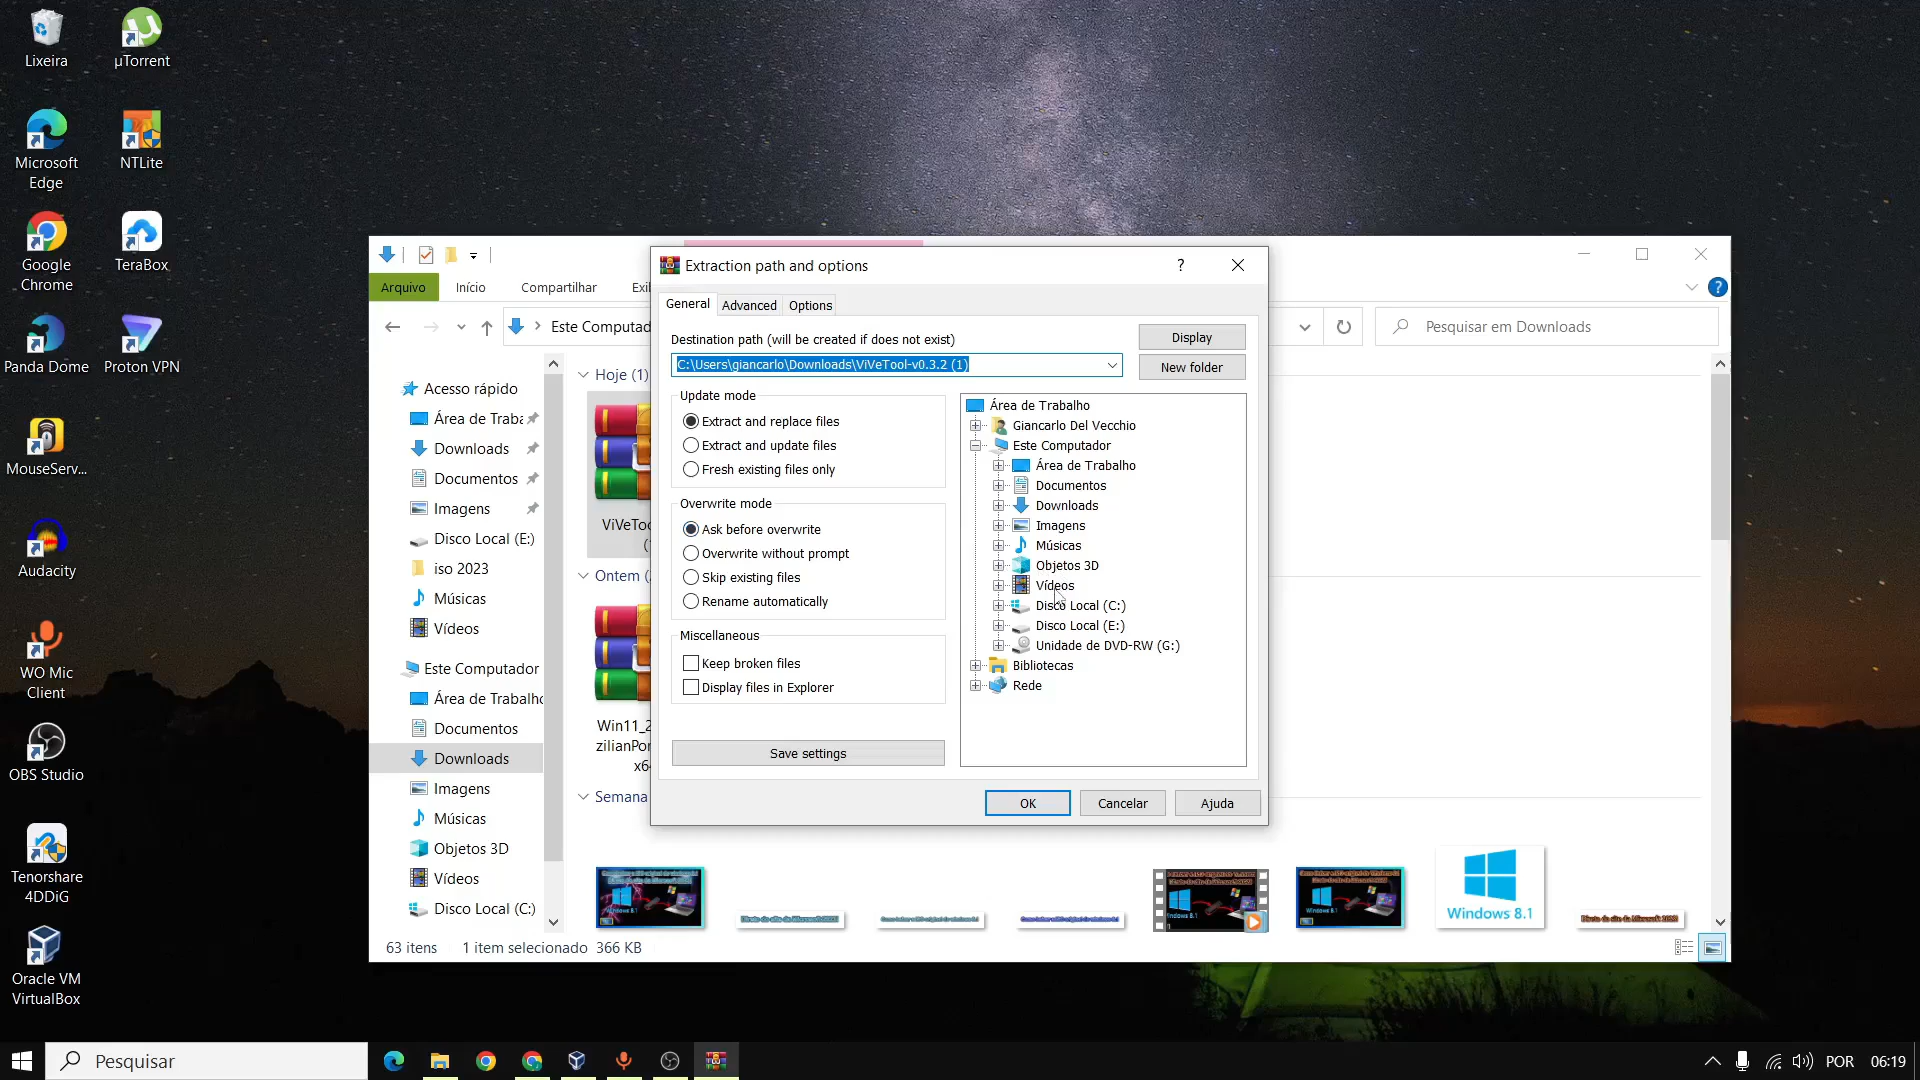 Lixeira
µTorrent
Microsoft
Edge
NTLite
Google
Chrome
TeraBox
Panda Dome
Proton VPN
MouseServ...
Audacity
WO Mic
Client
OBS Studio
Tenorshare
4DDiG
Oracle VM
VirtualBox
Arquivo
Início
Compartilhar
Exi
Este Computad
Pesquisar em Downloads
Acesso rápido
Área de Traba
Downloads
Documentos
Imagens
Disco Local (E:)
iso 2023
Músicas
Vídeos
Este Computador
Área de Trabalho
Documentos
Downloads
Imagens
Músicas
Objetos 3D
Vídeos
Disco Local (C:)
Hoje (1)
ViVeToo
(
Ontem (
Win11_2
zilianPor
x64
Semana
Windows 8.1
63 itens
1 item selecionado 366 KB
Extraction path and options
?
General
Advanced
Options
Destination path (will be created if does not exist)
C:\Users\giancarlo\Downloads\ViVeTool-v0.3.2 (1)
Display
New folder
Update mode
Extract and replace files
Extract and update files
Fresh existing files only
Overwrite mode
Ask before overwrite
Overwrite without prompt
Skip existing files
Rename automatically
Miscellaneous
Keep broken files
Display files in Explorer
Save settings
Área de Trabalho
Giancarlo Del Vecchio
Este Computador
Área de Trabalho
Documentos
Downloads
Imagens
Músicas
Objetos 3D
Vídeos
Disco Local (C:)
Disco Local (E:)
Unidade de DVD-RW (G:)
Bibliotecas
Rede
OK
Cancelar
Ajuda
Pesquisar
POR
06:19